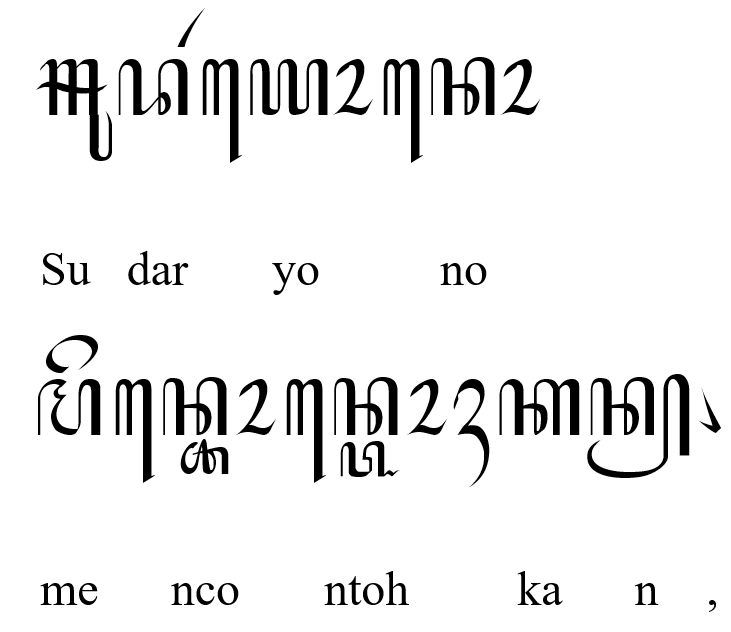 ꦯꦸꦢꦂꦪꦺꦴꦤꦺꦴ
Su dar yo no
ꦩꦼꦤ꧀ꦕꦺꦴꦤ꧀ꦠꦺꦴꦃꦏꦤ꧀꧈
me nco ntoh ka n ,